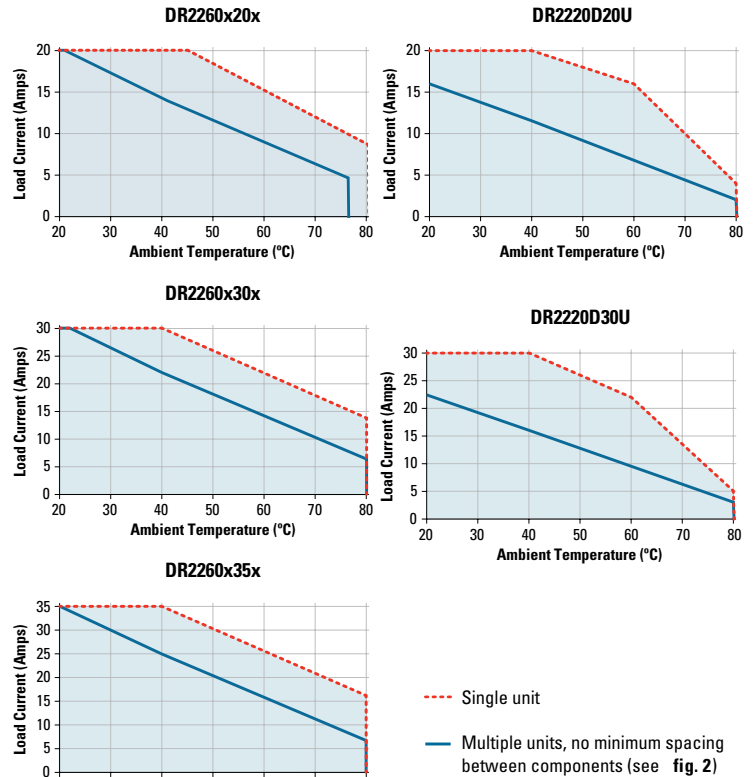 DR2260x20x
Load Current (Amps)
20
15
10
5
0
20 30 40 50 60 70 80
Ambient Temperature (ºC)
DR2220D20U
Load Current (Amps)
20
15
10
5
0
20 30 40 50 60 70 80
Ambient Temperature (ºC)
DR2260x30x
Load Current (Amps)
30
25
20
15
10
5
0
20 30 40 50 60 70 80
Ambient Temperature (ºC)
DR2220D30U
Load Current (Amps)
30
25
20
15
10
5
0
20 30 40 50 60 70 80
Ambient Temperature (ºC)
DR2260x35x
Load Current (Amps)
35
30
25
20
15
10
5
0
Single unit
Multiple units, no minimum spacing
between components (see fig. 2)